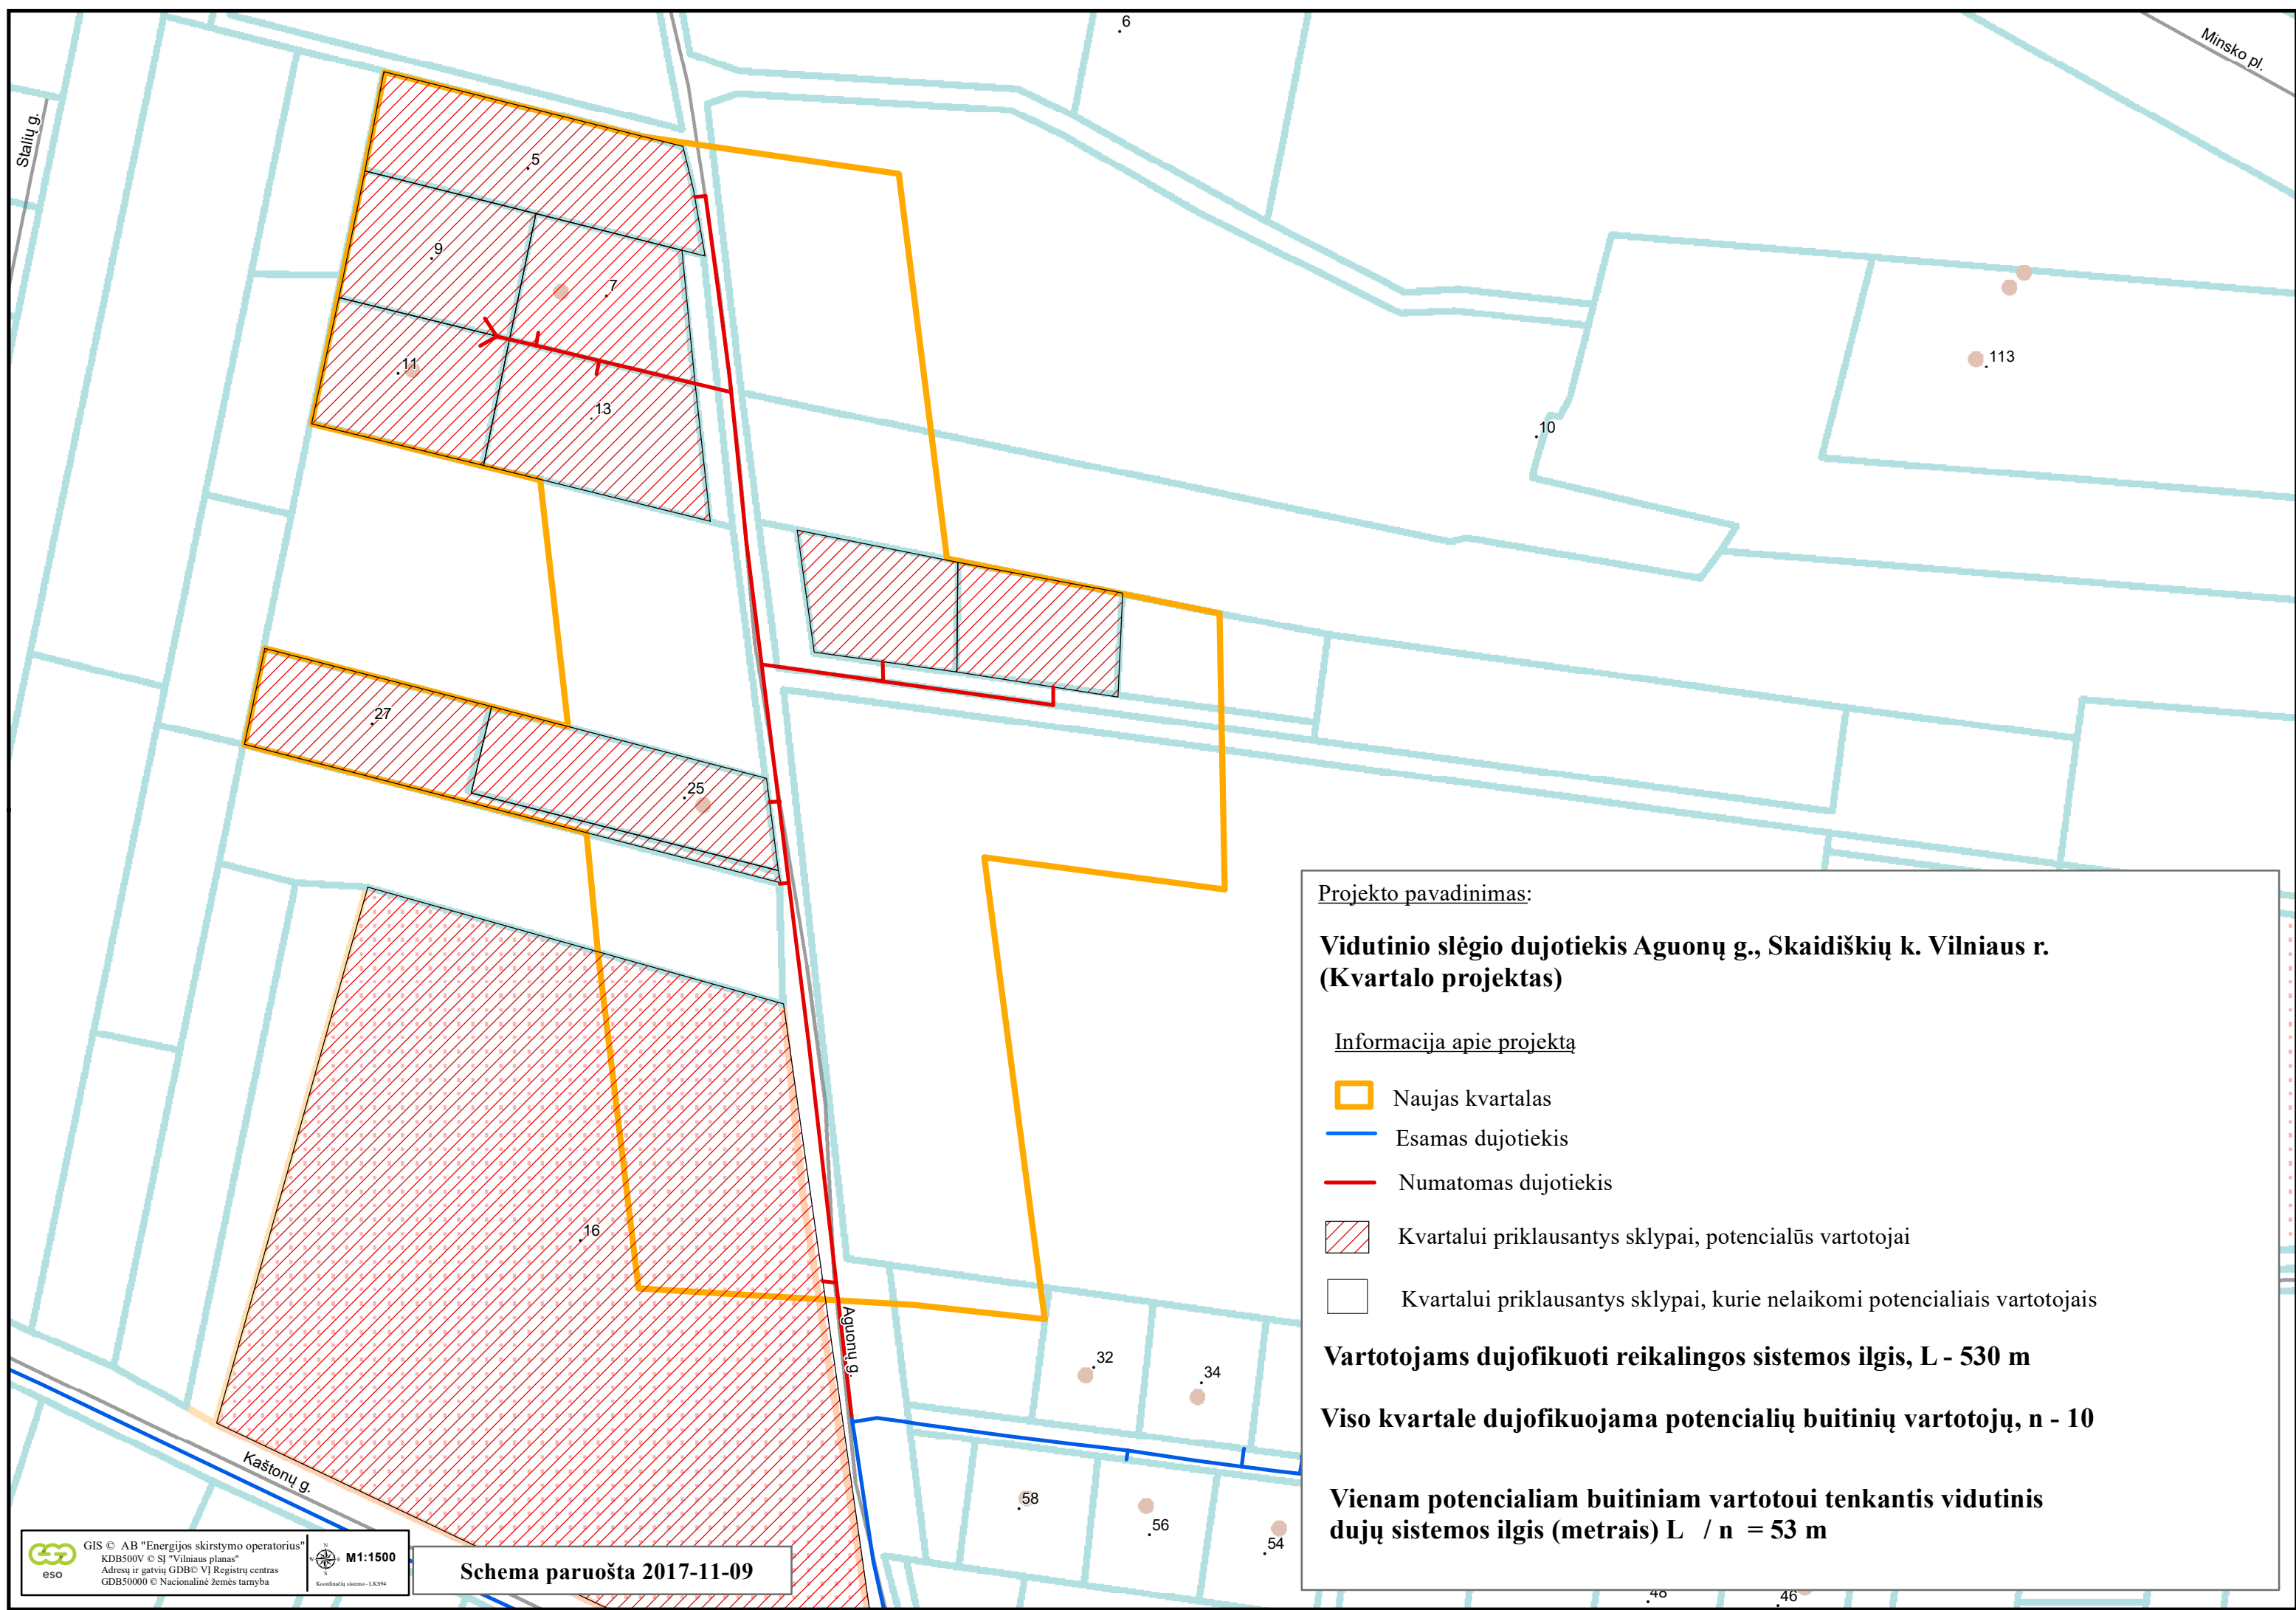 6
Minsko pl.
Stalių g.
5
9
7
11
13
113
10
27
25
16
Aguonų g.
32
34
58
56
54
48
46
Kaštonų g.
Projekto pavadinimas:
Vidutinio slėgio dujotiekis Aguonų g., Skaidiškių k. Vilniaus r.
(Kvartalo projektas)
Informacija apie projektą
Naujas kvartalas
Esamas dujotiekis
Numatomas dujotiekis
Kvartalui priklausantys sklypai, potencialūs vartotojai
Kvartalui priklausantys sklypai, kurie nelaikomi potencialiais vartotojais
Vartotojams dujofikuoti reikalingos sistemos ilgis, L - 530 m
Viso kvartale dujofikuojama potencialių buitinių vartotojų, n - 10
Vienam potencialiam buitiniam vartotoui tenkantis vidutinis
dujų sistemos ilgis (metrais) L / n = 53 m
eso
GIS © AB "Energijos skirstymo operatorius"
KDB500V © SĮ "Vilniaus planas"
Adresų ir gatvių GDB© VĮ Registrų centras
GDB50000 © Nacionalinė žemės tarnyba
N
W
E
S
M1:1500
Koordinačių sistema - LKS94
Schema paruošta 2017-11-09